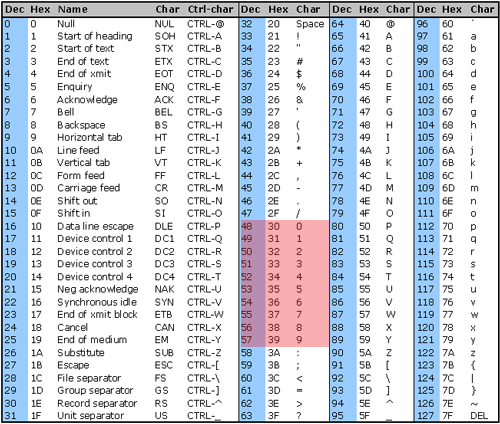 Dec Hex Name Char Ctrl-char Dec Hex Char Dec Hex Char Dec Hex Char
0 0 Null NUL CTRL-@ 32 20 Space 64 40 @ 96 60 `
1 1 Start of heading SOH CTRL-A 33 21 ! 65 41 A 97 61 a
2 2 Start of text STX CTRL-B 34 22 " 66 42 B 98 62 b
3 3 End of text ETX CTRL-C 35 23 # 67 43 C 99 63 c
4 4 End of xmit EOT CTRL-D 36 24 $ 68 44 D 100 64 d
5 5 Enquiry ENQ CTRL-E 37 25 % 69 45 E 101 65 e
6 6 Acknowledge ACK CTRL-F 38 26 & 70 46 F 102 66 f
7 7 Bell BEL CTRL-G 39 27 ' 71 47 G 103 67 g
8 8 Backspace BS CTRL-H 40 28 ( 72 48 H 104 68 h
9 9 Horizontal tab HT CTRL-I 41 29 ) 73 49 I 105 69 i
10 0A Line feed LF CTRL-J 42 2A * 74 4A J 106 6A j
11 0B Vertical tab VT CTRL-K 43 2B + 75 4B K 107 6B k
12 0C Form feed FF CTRL-L 44 2C , 76 4C L 108 6C l
13 0D Carriage feed CR CTRL-M 45 2D - 77 4D M 109 6D m
14 0E Shift out SO CTRL-N 46 2E . 78 4E N 110 6E n
15 0F Shift in SI CTRL-O 47 2F / 79 4F O 111 6F o
16 10 Data line escape DLE CTRL-P 48 30 0 80 50 P 112 70 p
17 11 Device control 1 DC1 CTRL-Q 49 31 1 81 51 Q 113 71 q
18 12 Device control 2 DC2 CTRL-R 50 32 2 82 52 R 114 72 r
19 13 Device control 3 DC3 CTRL-S 51 33 3 83 53 S 115 73 s
20 14 Device control 4 DC4 CTRL-T 52 34 4 84 54 T 116 74 t
21 15 Neg acknowledge NAK CTRL-U 53 35 5 85 55 U 117 75 u
22 16 Synchronous idle SYN CTRL-V 54 36 6 86 56 V 118 76 v
23 17 End of xmit block ETB CTRL-W 55 37 7 87 57 W 119 77 w
24 18 Cancel CAN CTRL-X 56 38 8 88 58 X 120 78 x
25 19 End of medium EM CTRL-Y 57 39 9 89 59 Y 121 79 y
26 1A Substitute SUB CTRL-Z 58 3A : 90 5A Z 122 7A z
27 1B Escape ESC CTRL-[ 59 3B ; 91 5B [ 123 7B {
28 1C File separator FS CTRL-\ 60 3C < 92 5C \ 124 7C |
29 1D Group separator GS CTRL-] 61 3D = 93 5D ] 125 7D }
30 1E Record separator RS CTRL-^ 62 3E > 94 5E ^ 126 7E ~
31 1F Unit separator US CTRL-_ 63 3F ? 95 5F _ 127 7F DEL